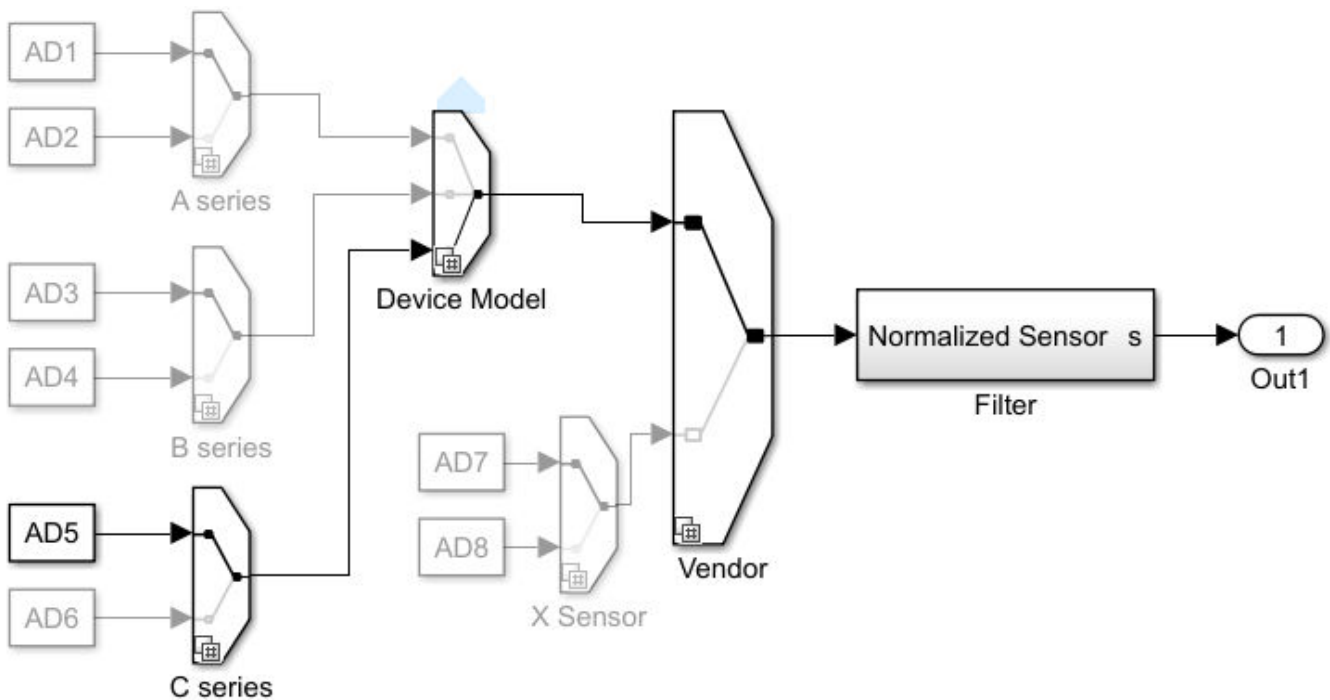 AD1
AD2
A series
AD3
AD4
B series
AD5
AD6
C series
Device Model
AD7
AD8
X Sensor
Vendor
Normalized Sensor s
Filter
1
Out1